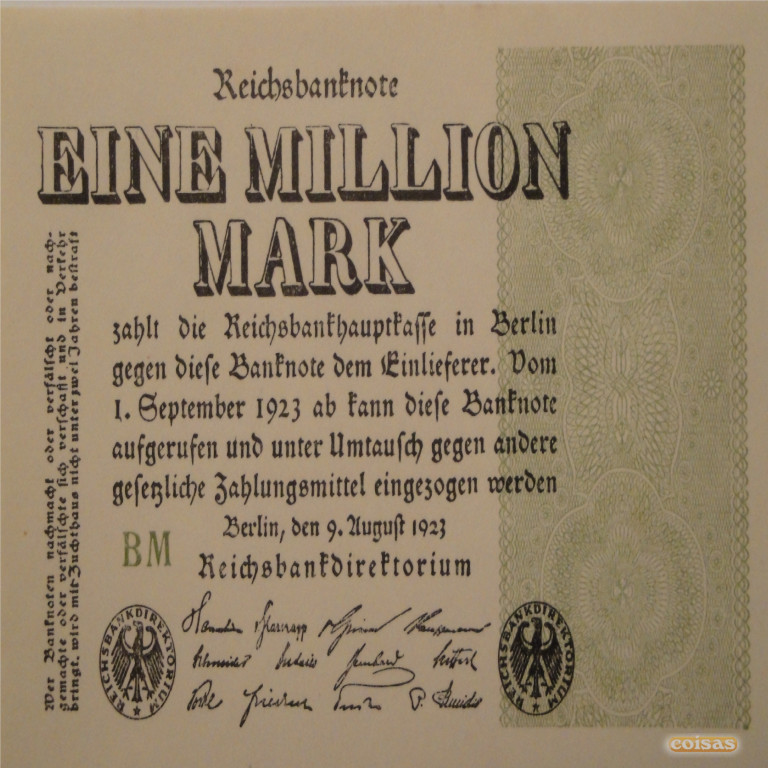 Reichsbanknote
EINE MILLION
MARK
zahlt die Reichsbankhauptkasse in Berlin
gegen diese Banknote dem Einlieferer. Vom
1. September 1923 ab kann diese Banknote
aufgerufen und unter Umtausch gegen andere
gesetzliche Zahlungsmittel eingezogen werden
Berlin, den 9. August 1923
Reichsbankdirektorium
BM
Wer Banknoten nachmacht oder verfälscht oder nach-
gemachte oder verfälschte sich verschafft und in Verkehr
bringt, wird mit Zuchthaus nicht unter zwei Jahren bestraft
REICHSBANKDIREKTORIUM
REICHSBANKDIREKTORIUM
coisas